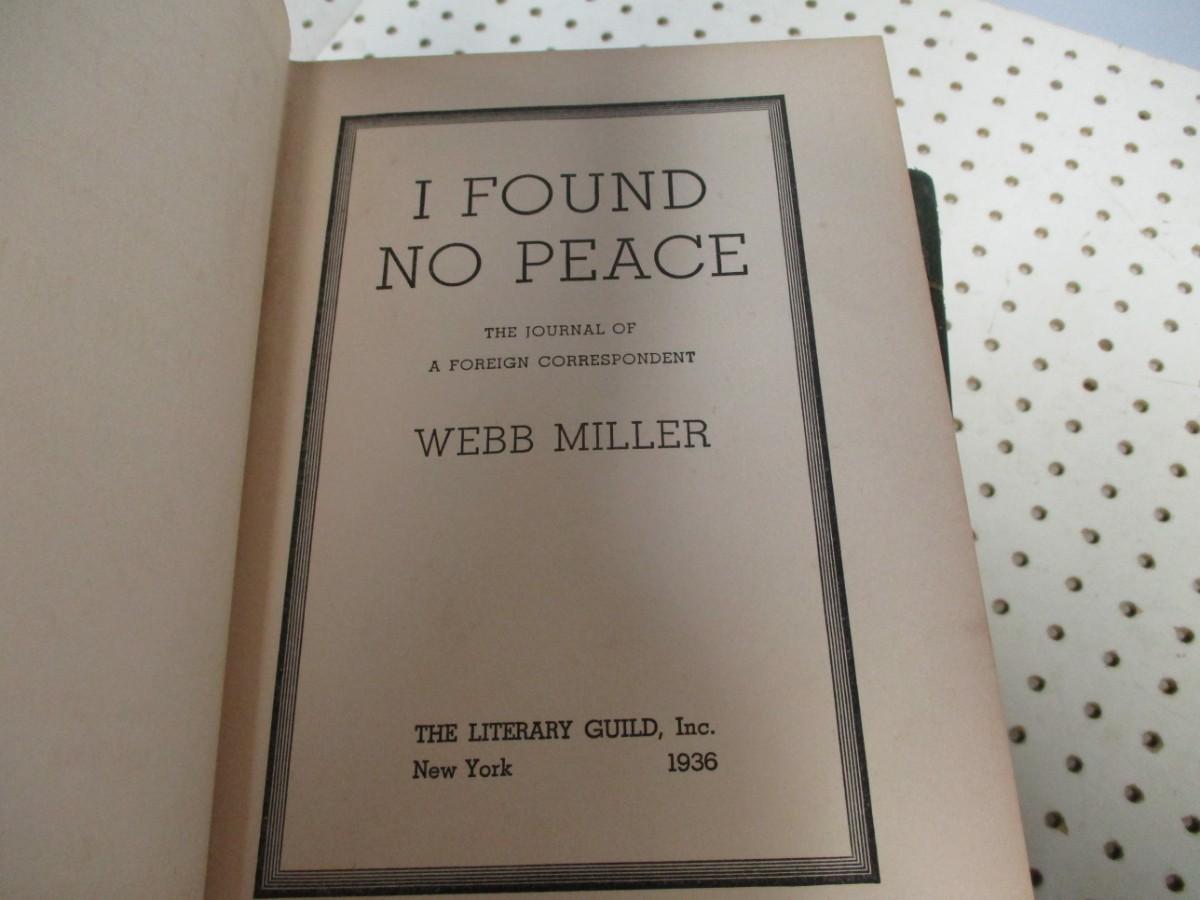 I FOUND
NO PEACE
THE JOURNAL OF
A FOREIGN CORRESPONDENT
WEBB MILLER
THE LITERARY GUILD, Inc.
New York 1936